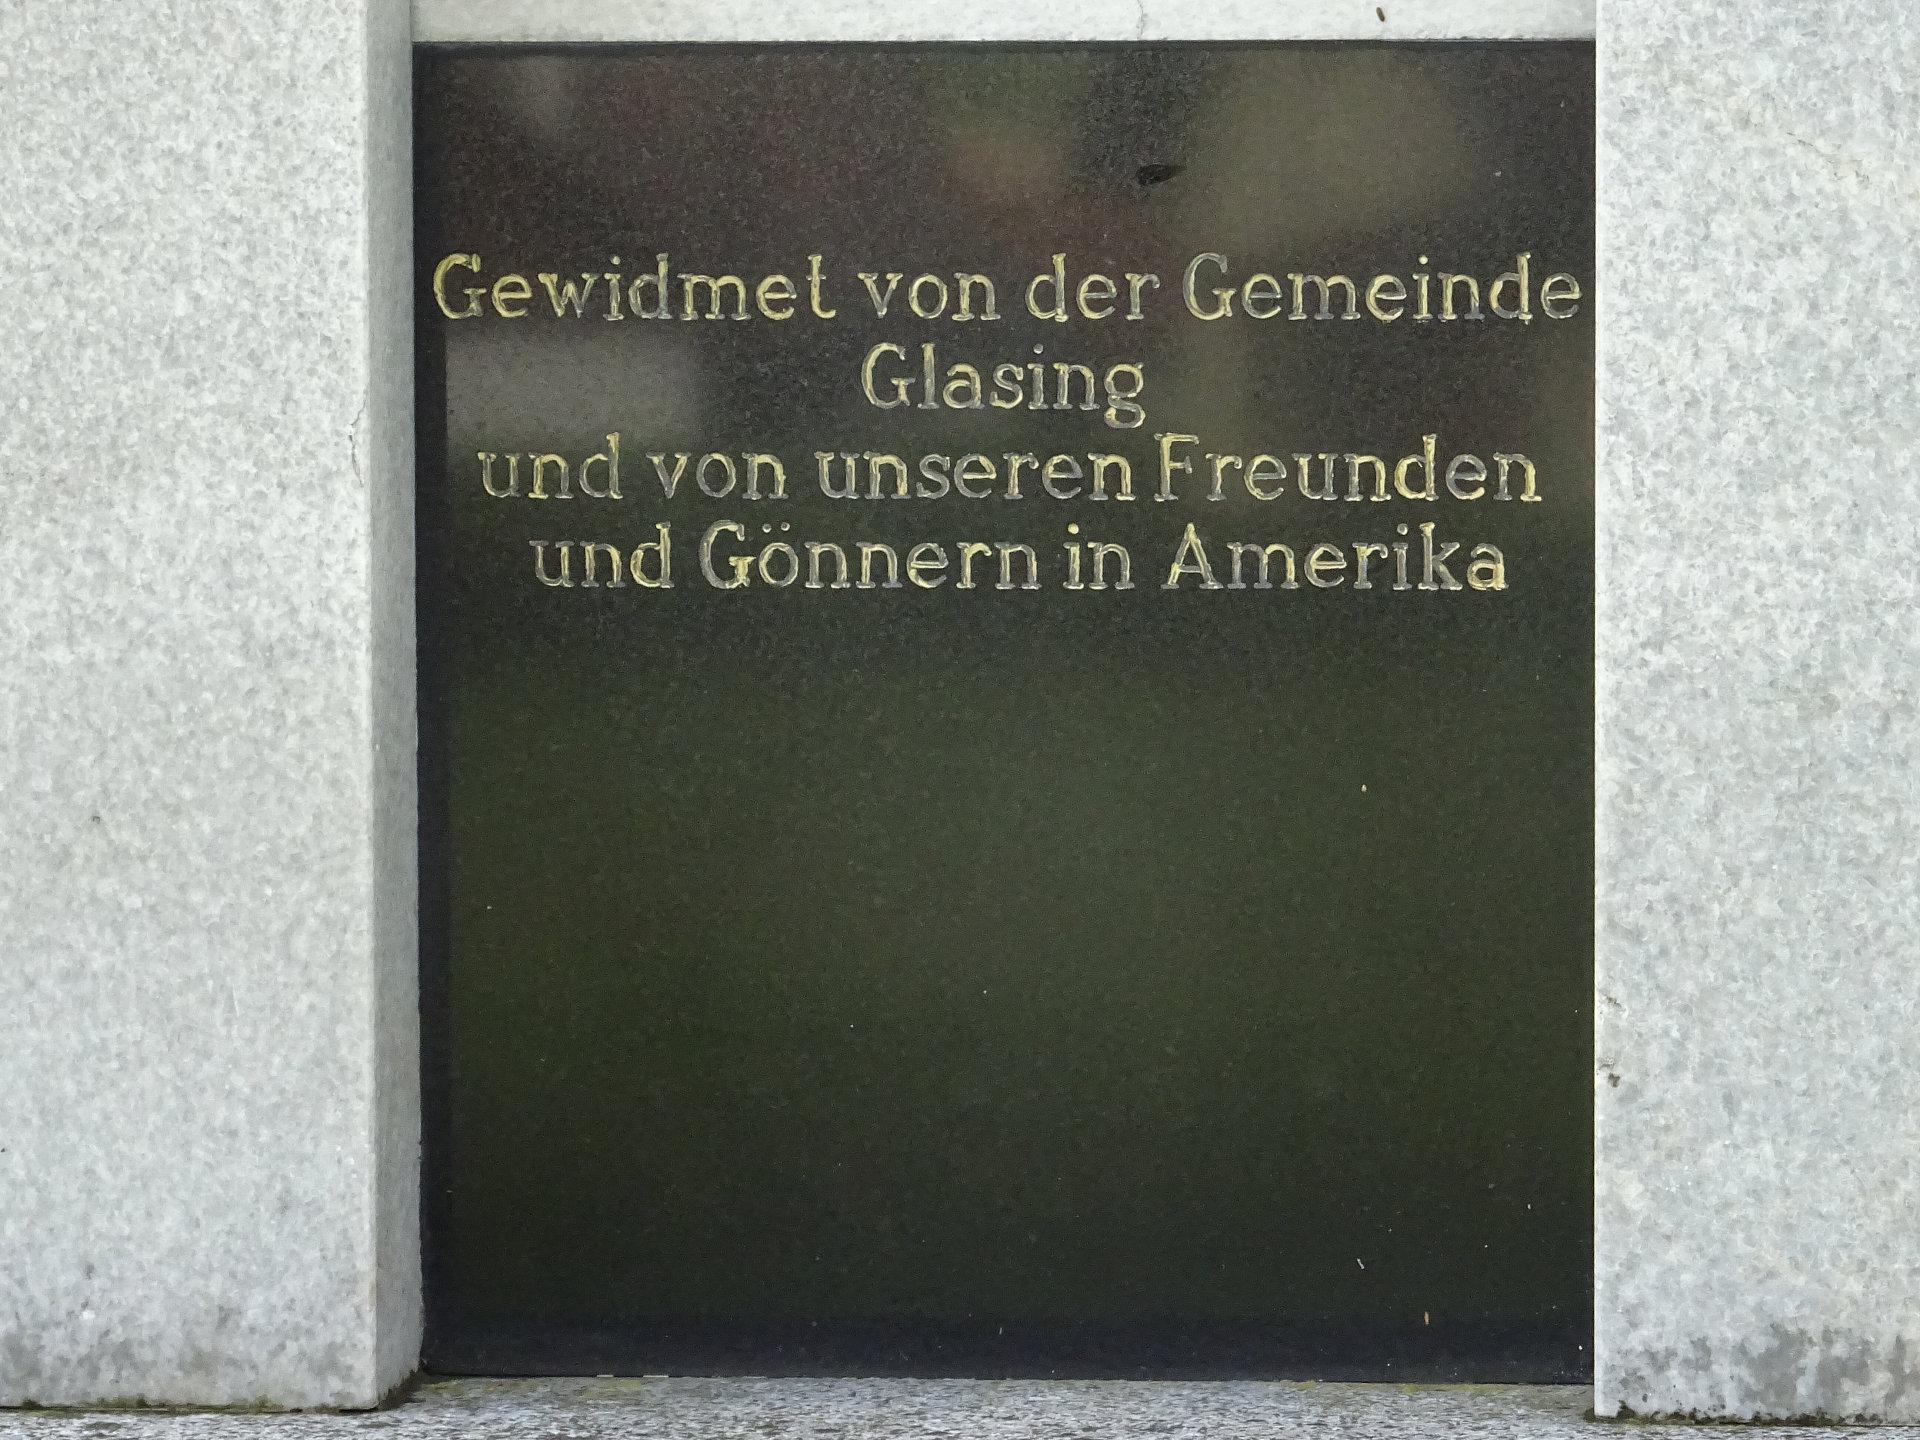 Gewidmet von der Gemeinde
Glasing
und von unseren Freunden
und Gönnern in Amerika